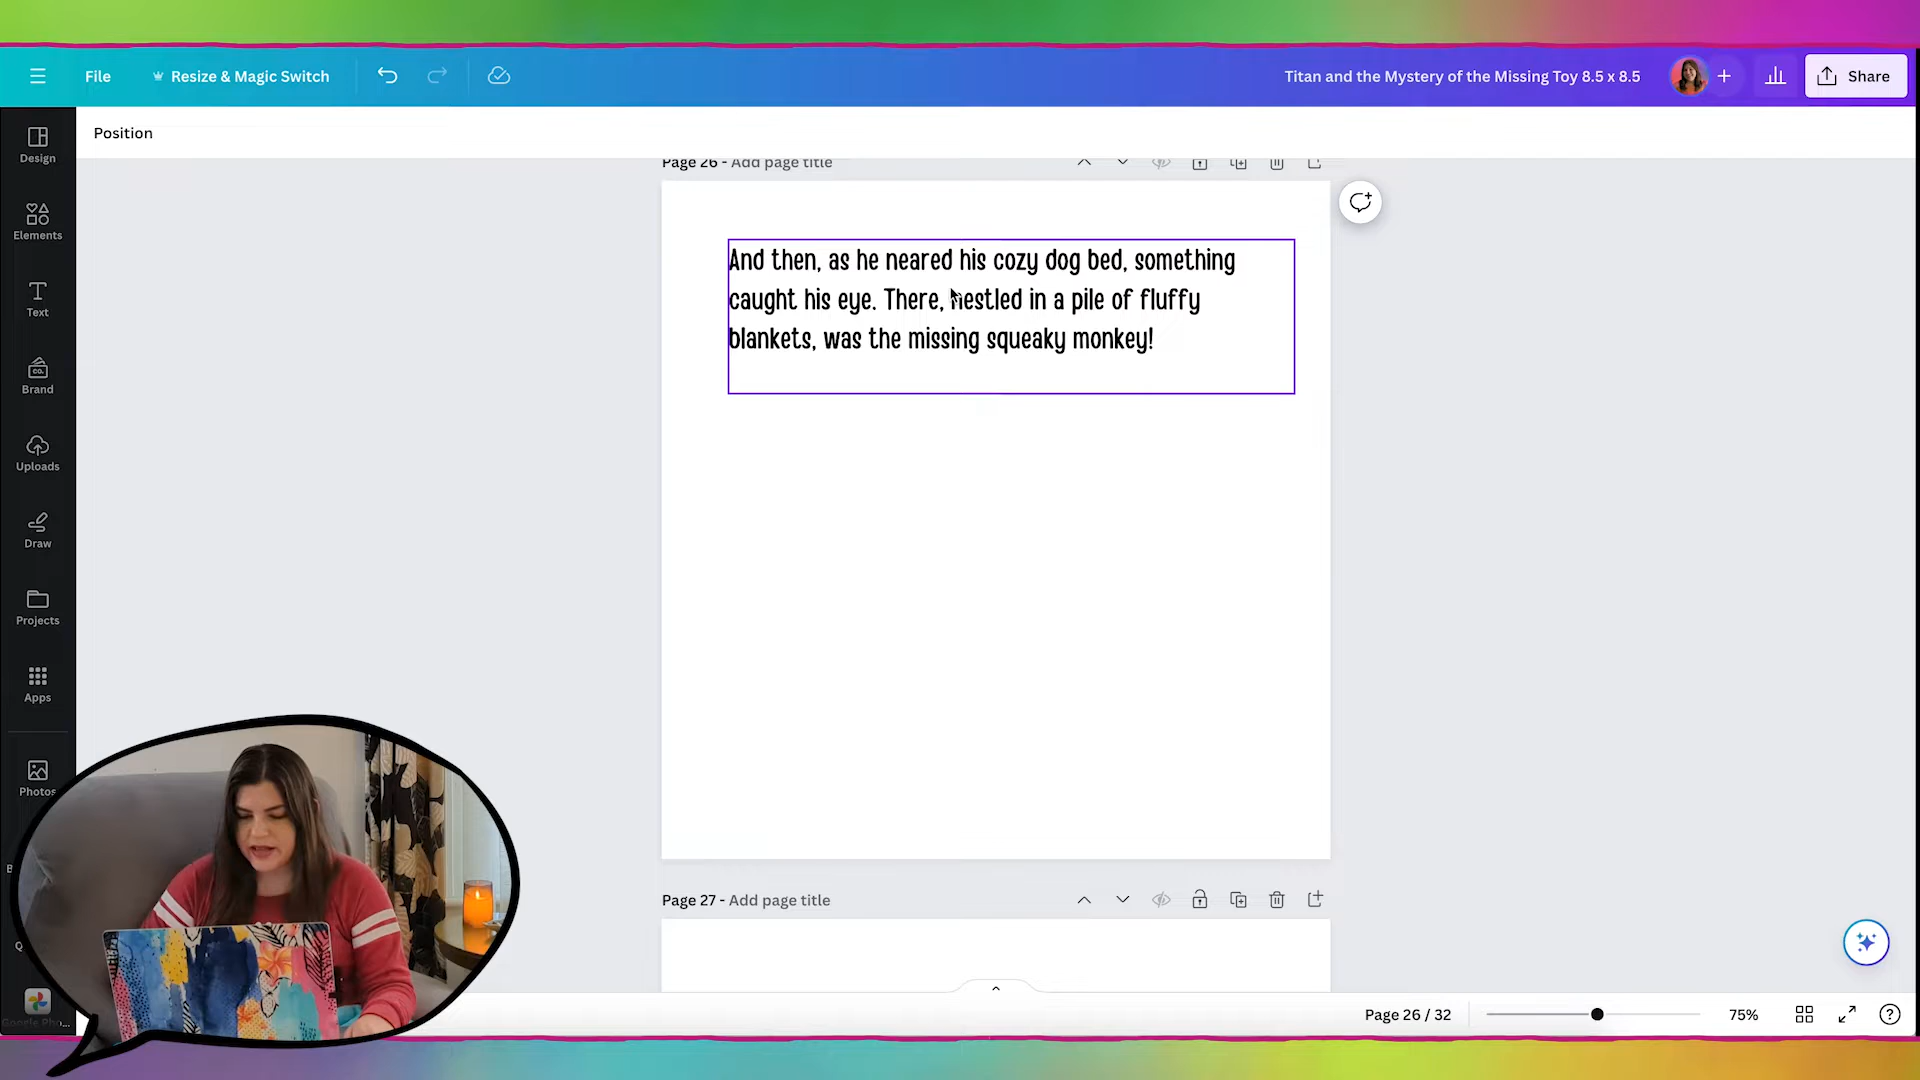 File
Resize & Magic Switch
Titan and the Mystery of the Missing Toy 8.5 x 8.5
Share
Position
Design
Elements
Text
Brand
Uploads
Draw
Projects
Apps
Photos
Page 26 - Add page title
And then, as he neared his cozy dog bed, something
caught his eye. There, nestled in a pile of fluffy
blankets, was the missing squeaky monkey!
Page 27 - Add page title
Page 26 / 32
75%